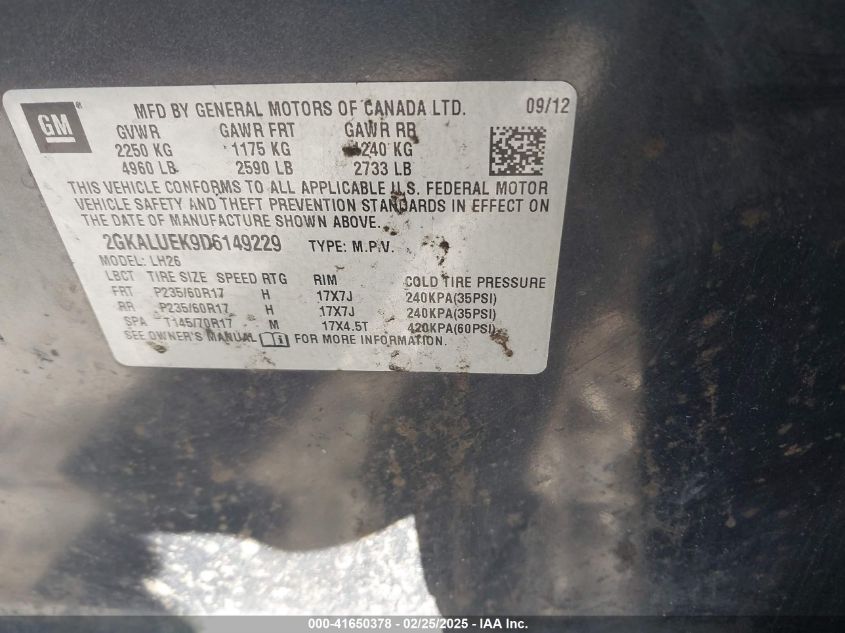 GM
MFD BY GENERAL MOTORS OF CANADA LTD. 09/12
GVWR GAWR FRT GAWR RR
2250 KG 1175 KG 1240 KG
4960 LB 2590 LB 2733 LB
THIS VEHICLE CONFORMS TO ALL APPLICABLE U.S. FEDERAL MOTOR
VEHICLE SAFETY AND THEFT PREVENTION STANDARDS IN EFFECT ON
THE DATE OF MANUFACTURE SHOWN ABOVE.
2GKALUEK9D6149229 TYPE: M.P.V.
MODEL: LH26
LBCT TIRE SIZE SPEED RTG RIM COLD TIRE PRESSURE
FRT P235/60R17 H 17X7J 240KPA(35PSI)
RR P235/60R17 H 17X7J 240KPA(35PSI)
SPA T145/70R17 M 17X4.5T 420KPA(60PSI)
SEE OWNER'S MANUAL FOR MORE INFORMATION.
000-41650378 - 02/25/2025 - IAA Inc.